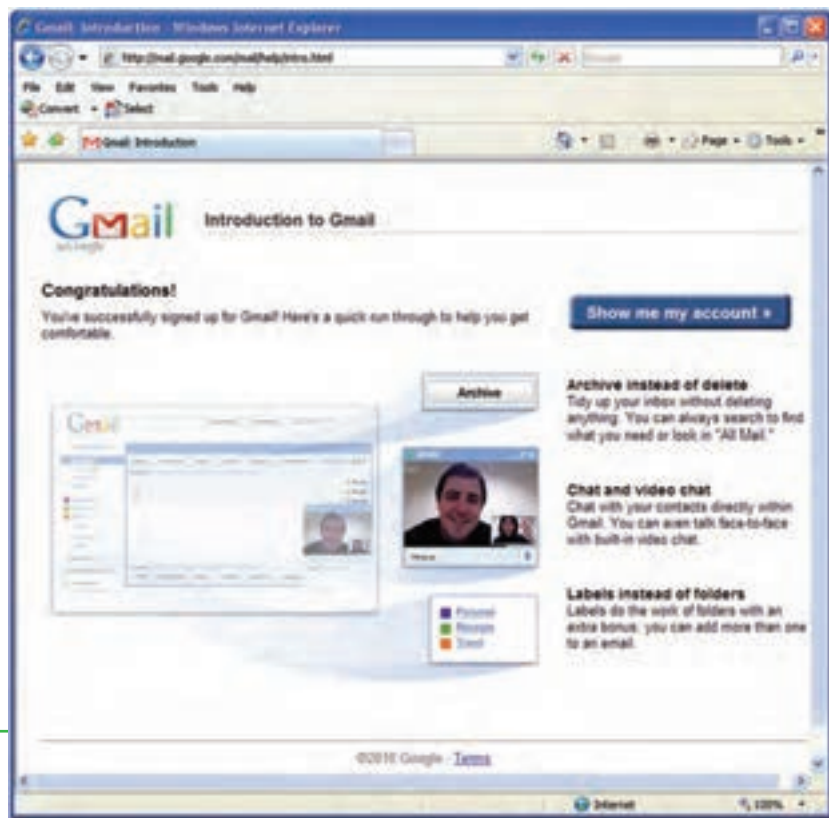 Gmail: Introduction - Windows Internet Explorer
http://mail.google.com/mail/help/intro.html
File Edit View Favorites Tools Help
Convert Select
Gmail: Introduction
Page Tools
Gmail
by Google
Introduction to Gmail
Congratulations!
You've successfully signed up for Gmail! Here's a quick run through to help you get
comfortable.
Show me my account »
Archive
Archive instead of delete
Tidy up your inbox without deleting
anything. You can always search to find
what you need or look in "All Mail."
Gmail
Chat and video chat
Chat with your contacts directly within
Gmail. You can even talk face-to-face
with built-in video chat.
Personal
Receipts
Travel
Labels instead of folders
Labels do the work of folders with an
extra bonus: you can add more than one
to an email.
©2010 Google - Terms
Internet
100%